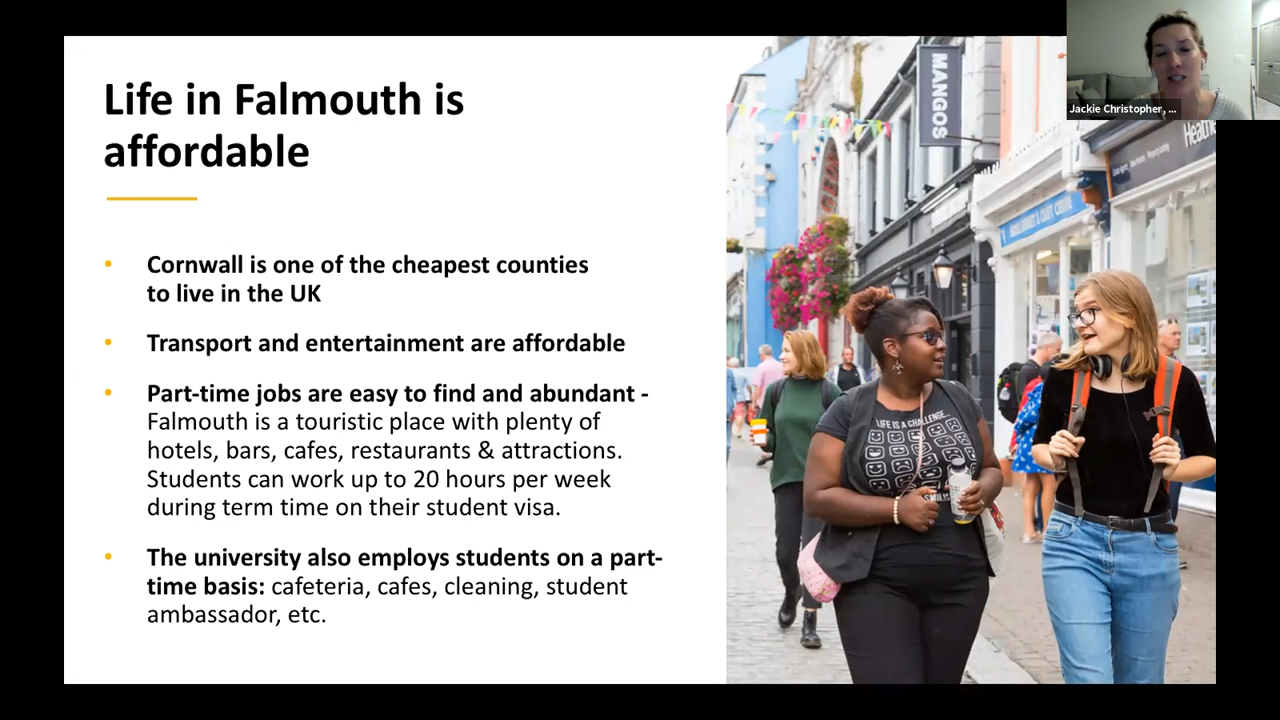 Life in Falmouth is
affordable
• Cornwall is one of the cheapest counties
to live in the UK
• Transport and entertainment are affordable
• Part-time jobs are easy to find and abundant -
Falmouth is a touristic place with plenty of
hotels, bars, cafes, restaurants & attractions.
Students can work up to 20 hours per week
during term time on their student visa.
• The university also employs students on a part-
time basis: cafeteria, cafes, cleaning, student
ambassador, etc.
MANGOS
LIFE IS A CHALLENGE
Jackie Christopher, ...